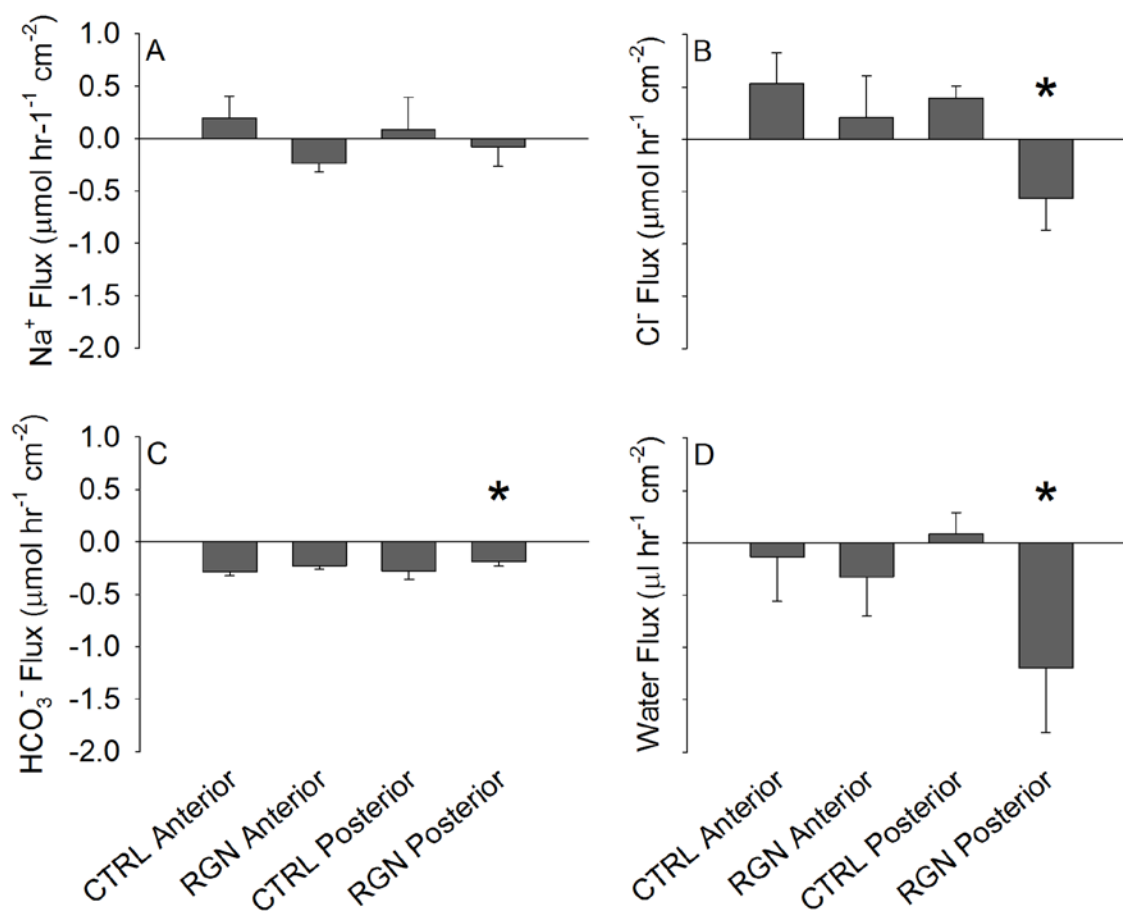 A
B
1.0
0.5
0.0
-0.5
-1.0
-1.5
-2.0
Na⁺ Flux (µmol hr-1⁻¹ cm⁻²)
Cl⁻ Flux (µmol hr⁻¹ cm⁻²)
*
C
D
1.0
0.5
0.0
-0.5
-1.0
-1.5
-2.0
HCO₃⁻ Flux (µmol hr⁻¹ cm⁻²)
*
Water Flux (µl hr⁻¹ cm⁻²)
*
CTRL Anterior
RGN Anterior
CTRL Posterior
RGN Posterior
CTRL Anterior
RGN Anterior
CTRL Posterior
RGN Posterior